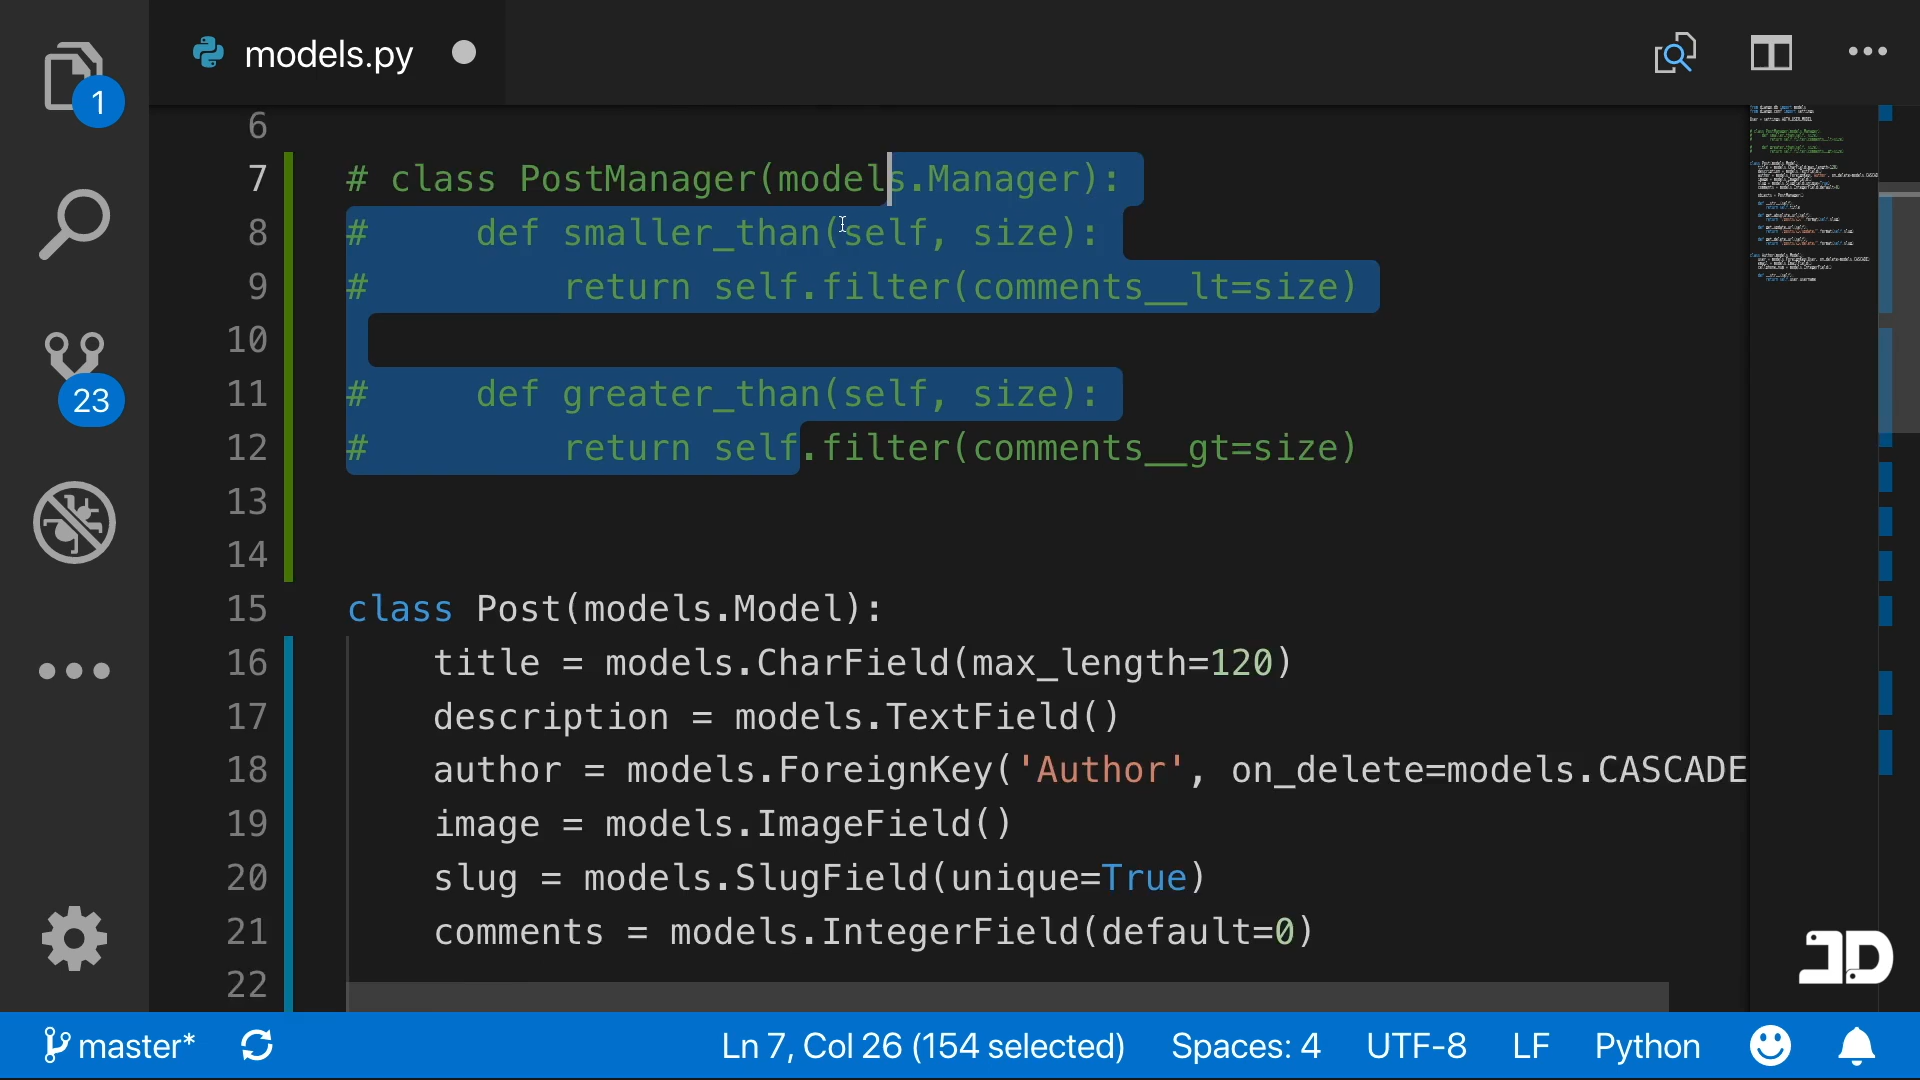 models.py
1
6
7 # class PostManager(models.Manager):
8 #     def smaller_than(self, size):
9 #         return self.filter(comments__lt=size)
10
11 #     def greater_than(self, size):
12 #         return self.filter(comments__gt=size)
13
14
15 class Post(models.Model):
16     title = models.CharField(max_length=120)
17     description = models.TextField()
18     author = models.ForeignKey('Author', on_delete=models.CASCADE
19     image = models.ImageField()
20     slug = models.SlugField(unique=True)
21     comments = models.IntegerField(default=0)
22
23
JD
master* Ln 7, Col 26 (154 selected) Spaces: 4 UTF-8 LF Python